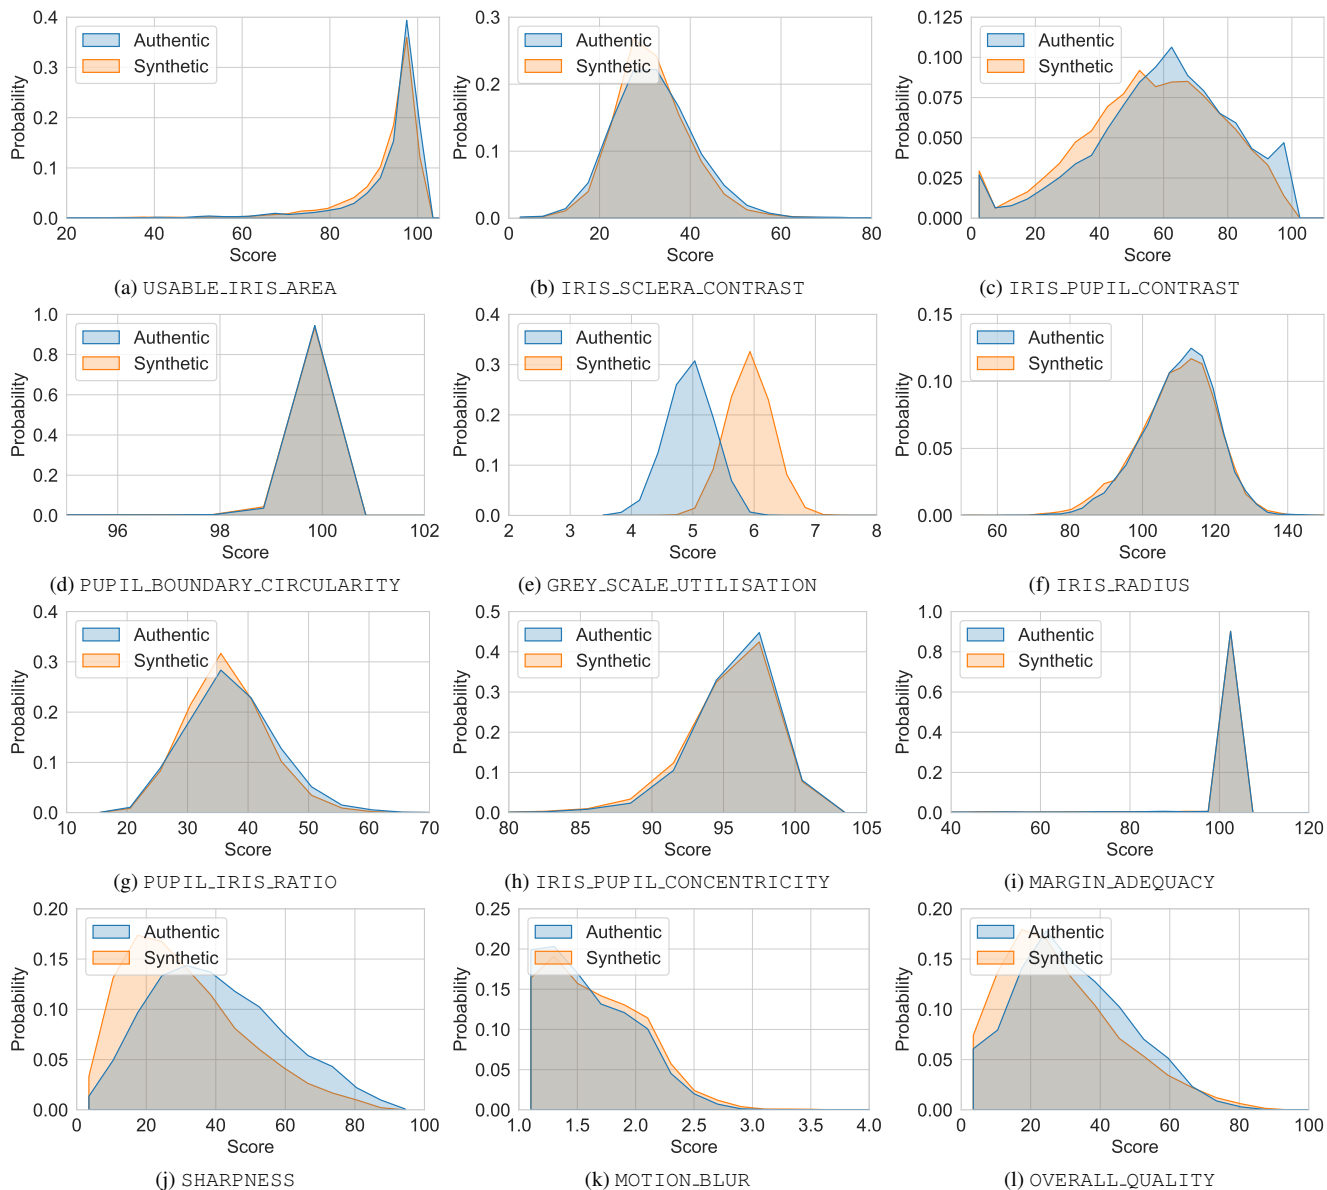 0.4
0.3
0.2
0.1
0.0
Probability
Authentic
Synthetic
20 40 60 80 100
Score
(a) USABLE_IRIS_AREA
0.3
0.2
0.1
0.0
Probability
Authentic
Synthetic
0 20 40 60 80
Score
(b) IRIS_SCLERA_CONTRAST
0.125
0.100
0.075
0.050
0.025
0.000
Probability
Authentic
Synthetic
0 20 40 60 80 100
Score
(c) IRIS_PUPIL_CONTRAST
1.0
0.8
0.6
0.4
0.2
0.0
Probability
Authentic
Synthetic
96 98 100 102
Score
(d) PUPIL_BOUNDARY_CIRCULARITY
0.4
0.3
0.2
0.1
0.0
Probability
Authentic
Synthetic
2 3 4 5 6 7 8
Score
(e) GREY_SCALE_UTILISATION
0.15
0.10
0.05
0.00
Probability
Authentic
Synthetic
60 80 100 120 140
Score
(f) IRIS_RADIUS
0.4
0.3
0.2
0.1
0.0
Probability
Authentic
Synthetic
10 20 30 40 50 60 70
Score
(g) PUPIL_IRIS_RATIO
0.5
0.4
0.3
0.2
0.1
0.0
Probability
Authentic
Synthetic
80 85 90 95 100 105
Score
(h) IRIS_PUPIL_CONCENTRICITY
1.0
0.8
0.6
0.4
0.2
0.0
Probability
Authentic
Synthetic
40 60 80 100 120
Score
(i) MARGIN_ADEQUACY
0.20
0.15
0.10
0.05
0.00
Probability
Authentic
Synthetic
0 20 40 60 80 100
Score
(j) SHARPNESS
0.25
0.20
0.15
0.10
0.05
0.00
Probability
Authentic
Synthetic
1.0 1.5 2.0 2.5 3.0 3.5 4.0
Score
(k) MOTION_BLUR
0.20
0.15
0.10
0.05
0.00
Probability
Authentic
Synthetic
0 20 40 60 80 100
Score
(l) OVERALL_QUALITY